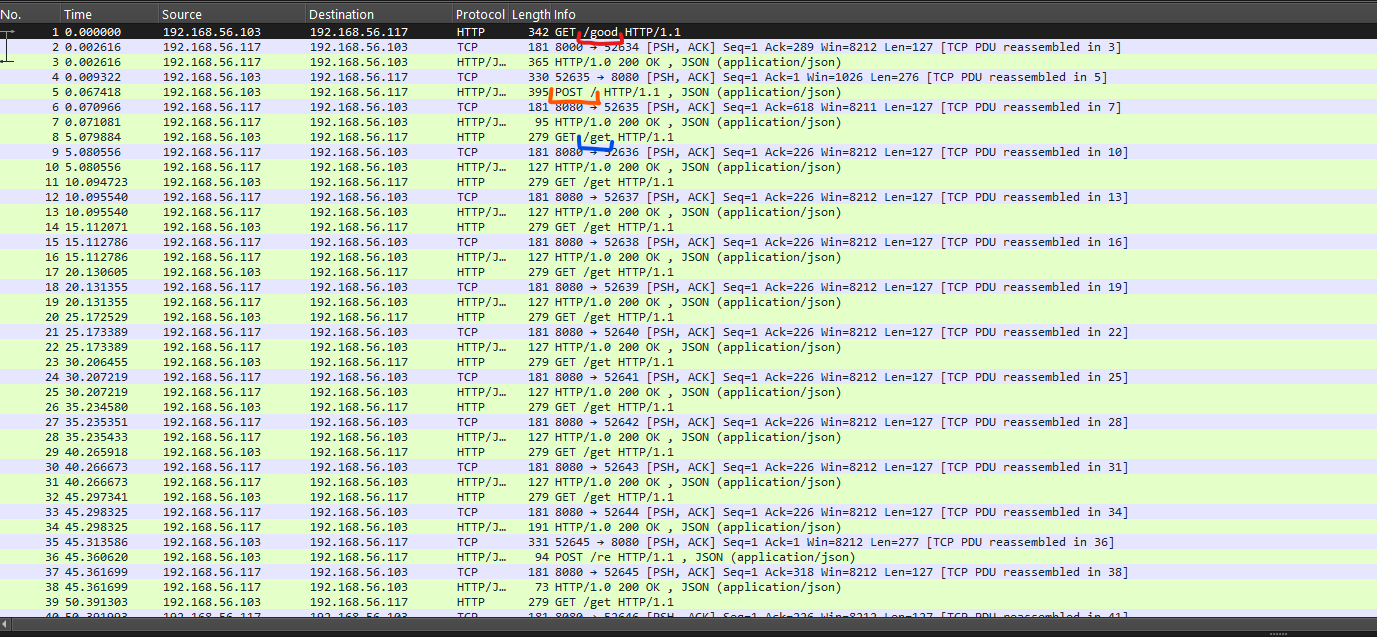 No. Time Source Destination Protocol Length Info
1 0.000000 192.168.56.103 192.168.56.117 HTTP 342 GET /good HTTP/1.1
2 0.002616 192.168.56.117 192.168.56.103 TCP 181 8000 → 52634 [PSH, ACK] Seq=1 Ack=289 Win=8212 Len=127 [TCP PDU reassembled in 3]
3 0.002616 192.168.56.117 192.168.56.103 HTTP/J… 365 HTTP/1.0 200 OK , JSON (application/json)
4 0.009322 192.168.56.103 192.168.56.117 TCP 330 52635 → 8080 [PSH, ACK] Seq=1 Ack=1 Win=1026 Len=276 [TCP PDU reassembled in 5]
5 0.067418 192.168.56.103 192.168.56.117 HTTP/J… 395 POST / HTTP/1.1 , JSON (application/json)
6 0.070966 192.168.56.117 192.168.56.103 TCP 181 8080 → 52635 [PSH, ACK] Seq=1 Ack=618 Win=8211 Len=127 [TCP PDU reassembled in 7]
7 0.071081 192.168.56.117 192.168.56.103 HTTP/J… 95 HTTP/1.0 200 OK , JSON (application/json)
8 5.079884 192.168.56.103 192.168.56.117 HTTP 279 GET /get HTTP/1.1
9 5.080556 192.168.56.117 192.168.56.103 TCP 181 8080 → 52636 [PSH, ACK] Seq=1 Ack=226 Win=8212 Len=127 [TCP PDU reassembled in 10]
10 5.080556 192.168.56.117 192.168.56.103 HTTP/J… 127 HTTP/1.0 200 OK , JSON (application/json)
11 10.094723 192.168.56.103 192.168.56.117 HTTP 279 GET /get HTTP/1.1
12 10.095540 192.168.56.117 192.168.56.103 TCP 181 8080 → 52637 [PSH, ACK] Seq=1 Ack=226 Win=8212 Len=127 [TCP PDU reassembled in 13]
13 10.095540 192.168.56.117 192.168.56.103 HTTP/J… 127 HTTP/1.0 200 OK , JSON (application/json)
14 15.112071 192.168.56.103 192.168.56.117 HTTP 279 GET /get HTTP/1.1
15 15.112786 192.168.56.117 192.168.56.103 TCP 181 8080 → 52638 [PSH, ACK] Seq=1 Ack=226 Win=8212 Len=127 [TCP PDU reassembled in 16]
16 15.112786 192.168.56.117 192.168.56.103 HTTP/J… 127 HTTP/1.0 200 OK , JSON (application/json)
17 20.130605 192.168.56.103 192.168.56.117 HTTP 279 GET /get HTTP/1.1
18 20.131355 192.168.56.117 192.168.56.103 TCP 181 8080 → 52639 [PSH, ACK] Seq=1 Ack=226 Win=8212 Len=127 [TCP PDU reassembled in 19]
19 20.131355 192.168.56.117 192.168.56.103 HTTP/J… 127 HTTP/1.0 200 OK , JSON (application/json)
20 25.172529 192.168.56.103 192.168.56.117 HTTP 279 GET /get HTTP/1.1
21 25.173389 192.168.56.117 192.168.56.103 TCP 181 8080 → 52640 [PSH, ACK] Seq=1 Ack=226 Win=8212 Len=127 [TCP PDU reassembled in 22]
22 25.173389 192.168.56.117 192.168.56.103 HTTP/J… 127 HTTP/1.0 200 OK , JSON (application/json)
23 30.206455 192.168.56.103 192.168.56.117 HTTP 279 GET /get HTTP/1.1
24 30.207219 192.168.56.117 192.168.56.103 TCP 181 8080 → 52641 [PSH, ACK] Seq=1 Ack=226 Win=8212 Len=127 [TCP PDU reassembled in 25]
25 30.207219 192.168.56.117 192.168.56.103 HTTP/J… 127 HTTP/1.0 200 OK , JSON (application/json)
26 35.234580 192.168.56.103 192.168.56.117 HTTP 279 GET /get HTTP/1.1
27 35.235351 192.168.56.117 192.168.56.103 TCP 181 8080 → 52642 [PSH, ACK] Seq=1 Ack=226 Win=8212 Len=127 [TCP PDU reassembled in 28]
28 35.235433 192.168.56.117 192.168.56.103 HTTP/J… 127 HTTP/1.0 200 OK , JSON (application/json)
29 40.265918 192.168.56.103 192.168.56.117 HTTP 279 GET /get HTTP/1.1
30 40.266673 192.168.56.117 192.168.56.103 TCP 181 8080 → 52643 [PSH, ACK] Seq=1 Ack=226 Win=8212 Len=127 [TCP PDU reassembled in 31]
31 40.266673 192.168.56.117 192.168.56.103 HTTP/J… 127 HTTP/1.0 200 OK , JSON (application/json)
32 45.297341 192.168.56.103 192.168.56.117 HTTP 279 GET /get HTTP/1.1
33 45.298325 192.168.56.117 192.168.56.103 TCP 181 8080 → 52644 [PSH, ACK] Seq=1 Ack=226 Win=8212 Len=127 [TCP PDU reassembled in 34]
34 45.298325 192.168.56.117 192.168.56.103 HTTP/J… 191 HTTP/1.0 200 OK , JSON (application/json)
35 45.313586 192.168.56.103 192.168.56.117 TCP 331 52645 → 8080 [PSH, ACK] Seq=1 Ack=1 Win=8212 Len=277 [TCP PDU reassembled in 36]
36 45.360620 192.168.56.103 192.168.56.117 HTTP/J… 94 POST /re HTTP/1.1 , JSON (application/json)
37 45.361699 192.168.56.117 192.168.56.103 TCP 181 8080 → 52645 [PSH, ACK] Seq=1 Ack=318 Win=8212 Len=127 [TCP PDU reassembled in 38]
38 45.361699 192.168.56.117 192.168.56.103 HTTP/J… 73 HTTP/1.0 200 OK , JSON (application/json)
39 50.391303 192.168.56.103 192.168.56.117 HTTP 279 GET /get HTTP/1.1